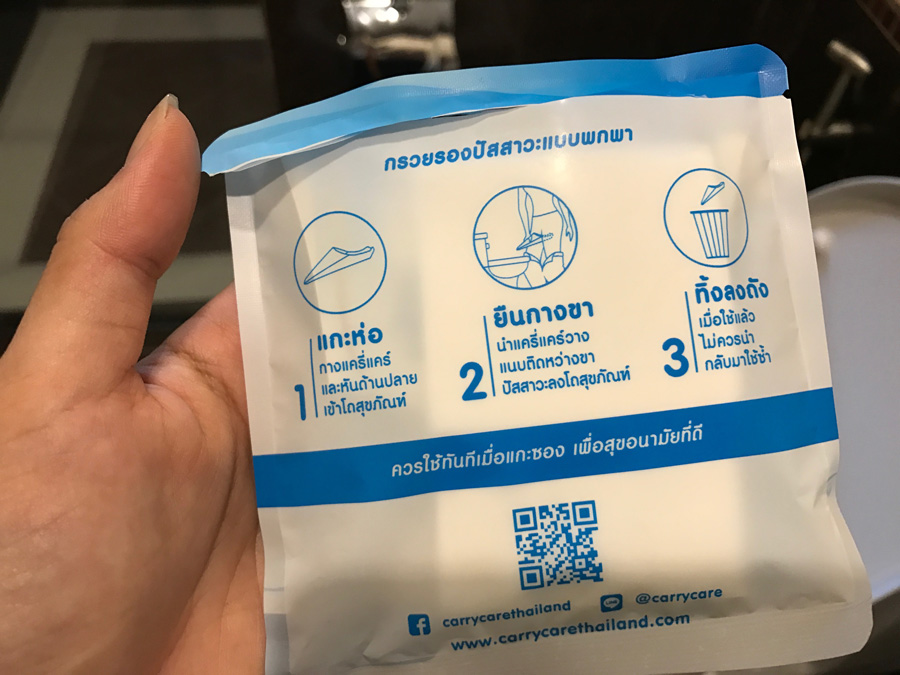 กรวยรองปัสสาวะแบบพกพา
1
แกะห่อ
กางแครี่แคร์
และหันด้านปลาย
เข้าโถสุขภัณฑ์
2
ยืนกางขา
นำแครี่แคร์วาง
แนบติดหว่างขา
ปัสสาวะลงโถสุขภัณฑ์
3
ทิ้งลงถัง
เมื่อใช้แล้ว
ไม่ควรนำ
กลับมาใช้ซ้ำ
ควรใช้ทันทีเมื่อแกะซอง เพื่อสุขอนามัยที่ดี
f carrycarethailand LINE @carrycare
www.carrycarethailand.com